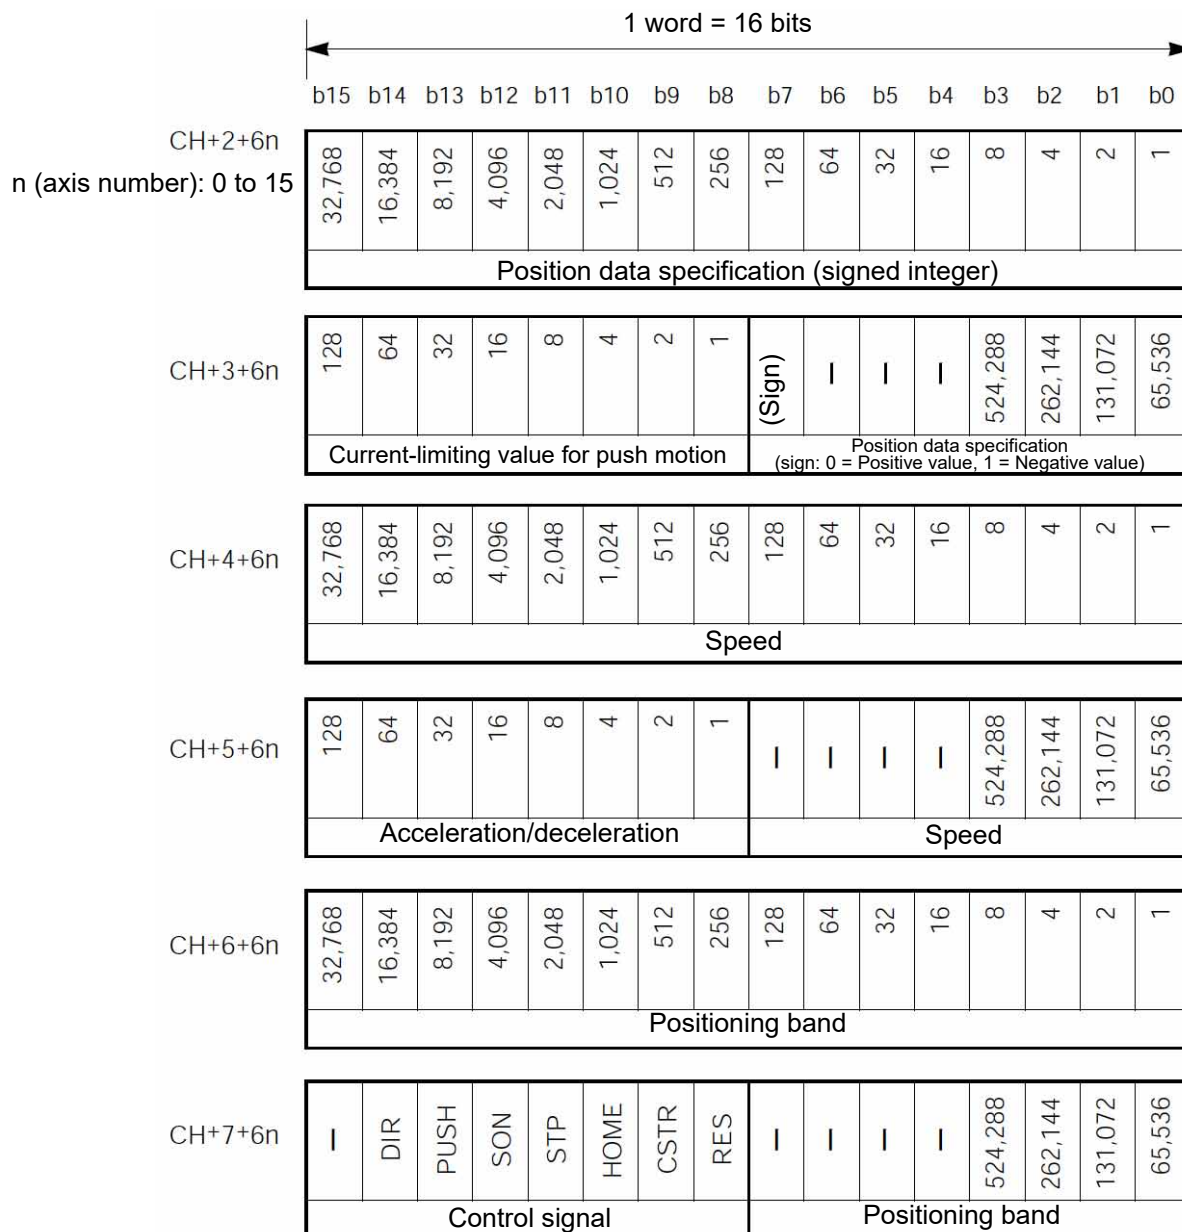 1 word = 16 bits
b15 b14 b13 b12 b11 b10 b9 b8 b7 b6 b5 b4 b3 b2 b1 b0
CH+2+6n
n (axis number): 0 to 15
32,768 16,384 8,192 4,096 2,048 1,024 512 256 128 64 32 16 8 4 2 1
Position data specification (signed integer)
CH+3+6n
128 64 32 16 8 4 2 1 (Sign) – – – 524,288 262,144 131,072 65,536
Current-limiting value for push motion
Position data specification
(sign: 0 = Positive value, 1 = Negative value)
CH+4+6n
32,768 16,384 8,192 4,096 2,048 1,024 512 256 128 64 32 16 8 4 2 1
Speed
CH+5+6n
128 64 32 16 8 4 2 1 – – – – 524,288 262,144 131,072 65,536
Acceleration/deceleration
Speed
CH+6+6n
32,768 16,384 8,192 4,096 2,048 1,024 512 256 128 64 32 16 8 4 2 1
Positioning band
CH+7+6n
– DIR PUSH SON STP HOME CSTR RES – – – – 524,288 262,144 131,072 65,536
Control signal
Positioning band